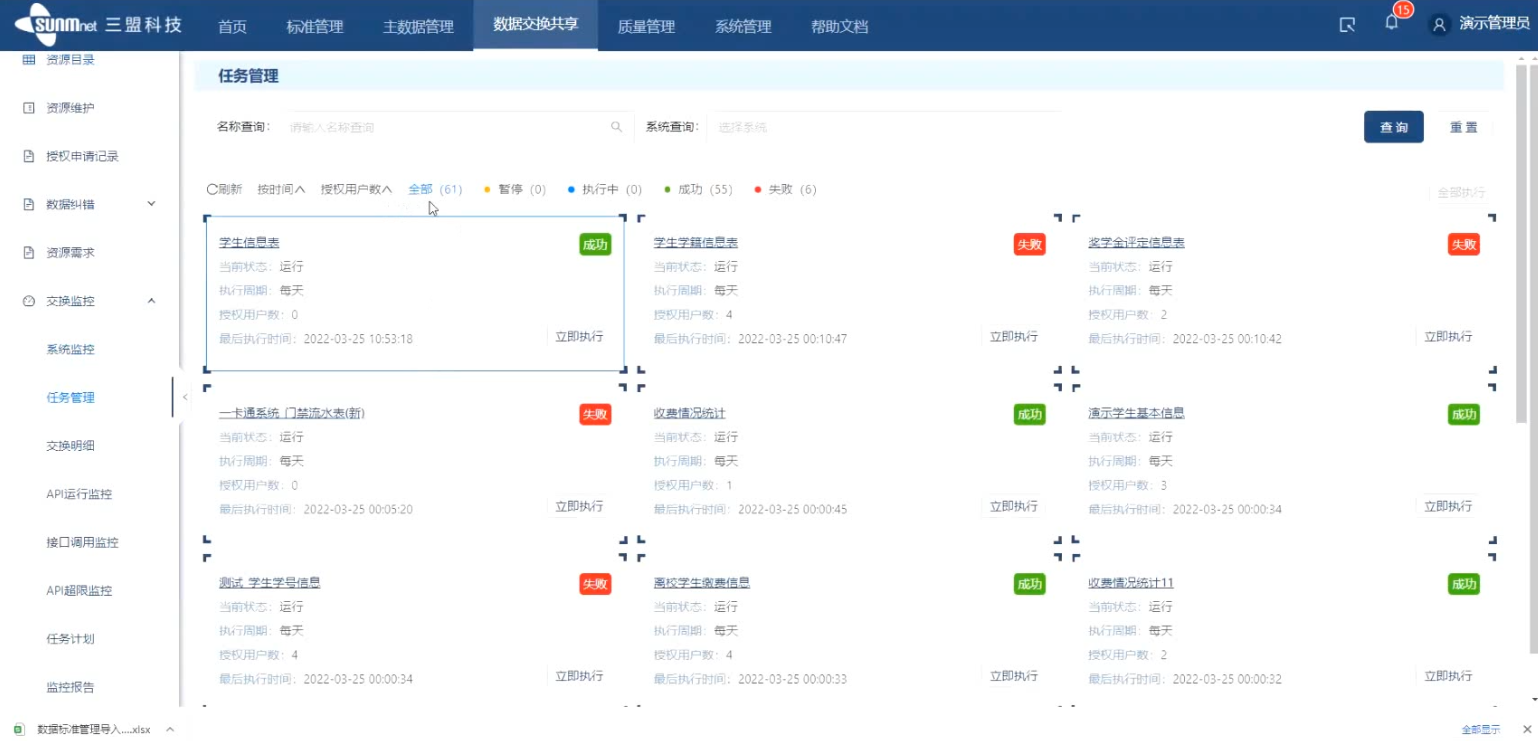 sunmnet 三盟科技 首页 标准管理 主数据管理 数据交换共享 质量管理 系统管理 帮助文档 15 演示管理员
资源目录
资源维护
授权申请记录
数据纠错
资源需求
交换监控
系统监控
任务管理
交换明细
API运行监控
接口调用监控
API超限监控
任务计划
监控报告
任务管理
名称查询： 请输入名称查询 系统查询： 选择系统 查询 重置
刷新 按时间 授权用户数 全部 (61) 暂停 (0) 执行中 (0) 成功 (55) 失败 (6) 全部执行
学生信息表 成功
当前状态：运行
执行周期：每天
授权用户数：0
最后执行时间：2022-03-25 10:53:18 立即执行
学生学籍信息表 失败
当前状态：运行
执行周期：每天
授权用户数：4
最后执行时间：2022-03-25 00:10:47 立即执行
奖学金评定信息表 失败
当前状态：运行
执行周期：每天
授权用户数：2
最后执行时间：2022-03-25 00:10:42 立即执行
一卡通系统_门禁流水表(新) 失败
当前状态：运行
执行周期：每天
授权用户数：0
最后执行时间：2022-03-25 00:05:20 立即执行
收费情况统计 成功
当前状态：运行
执行周期：每天
授权用户数：1
最后执行时间：2022-03-25 00:00:45 立即执行
演示学生基本信息 成功
当前状态：运行
执行周期：每天
授权用户数：3
最后执行时间：2022-03-25 00:00:34 立即执行
测试_学生学号信息 失败
当前状态：运行
执行周期：每天
授权用户数：4
最后执行时间：2022-03-25 00:00:34 立即执行
离校学生缴费信息 成功
当前状态：运行
执行周期：每天
授权用户数：4
最后执行时间：2022-03-25 00:00:33 立即执行
收费情况统计11 成功
当前状态：运行
执行周期：每天
授权用户数：2
最后执行时间：2022-03-25 00:00:32 立即执行
数据标准管理导入....xlsx 全部显示